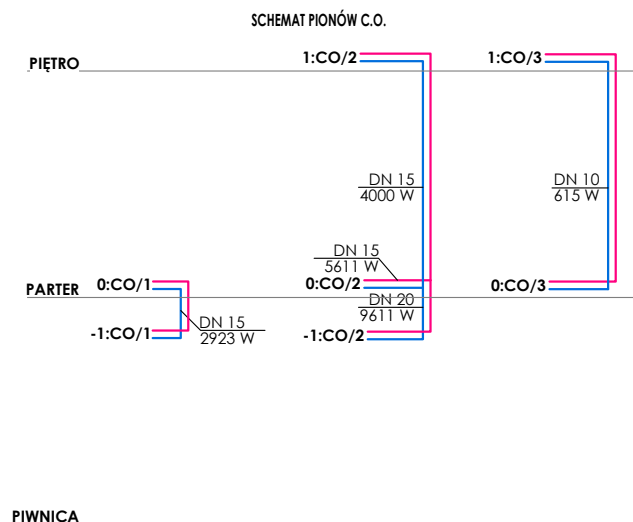 SCHEMAT PIONÓW C.O.
1:CO/2
1:CO/3
PIĘTRO
DN 15
4000 W
DN 10
615 W
DN 15
5611 W
0:CO/1
0:CO/2
0:CO/3
PARTER
DN 20
9611 W
DN 15
2923 W
-1:CO/1
-1:CO/2
PIWNICA